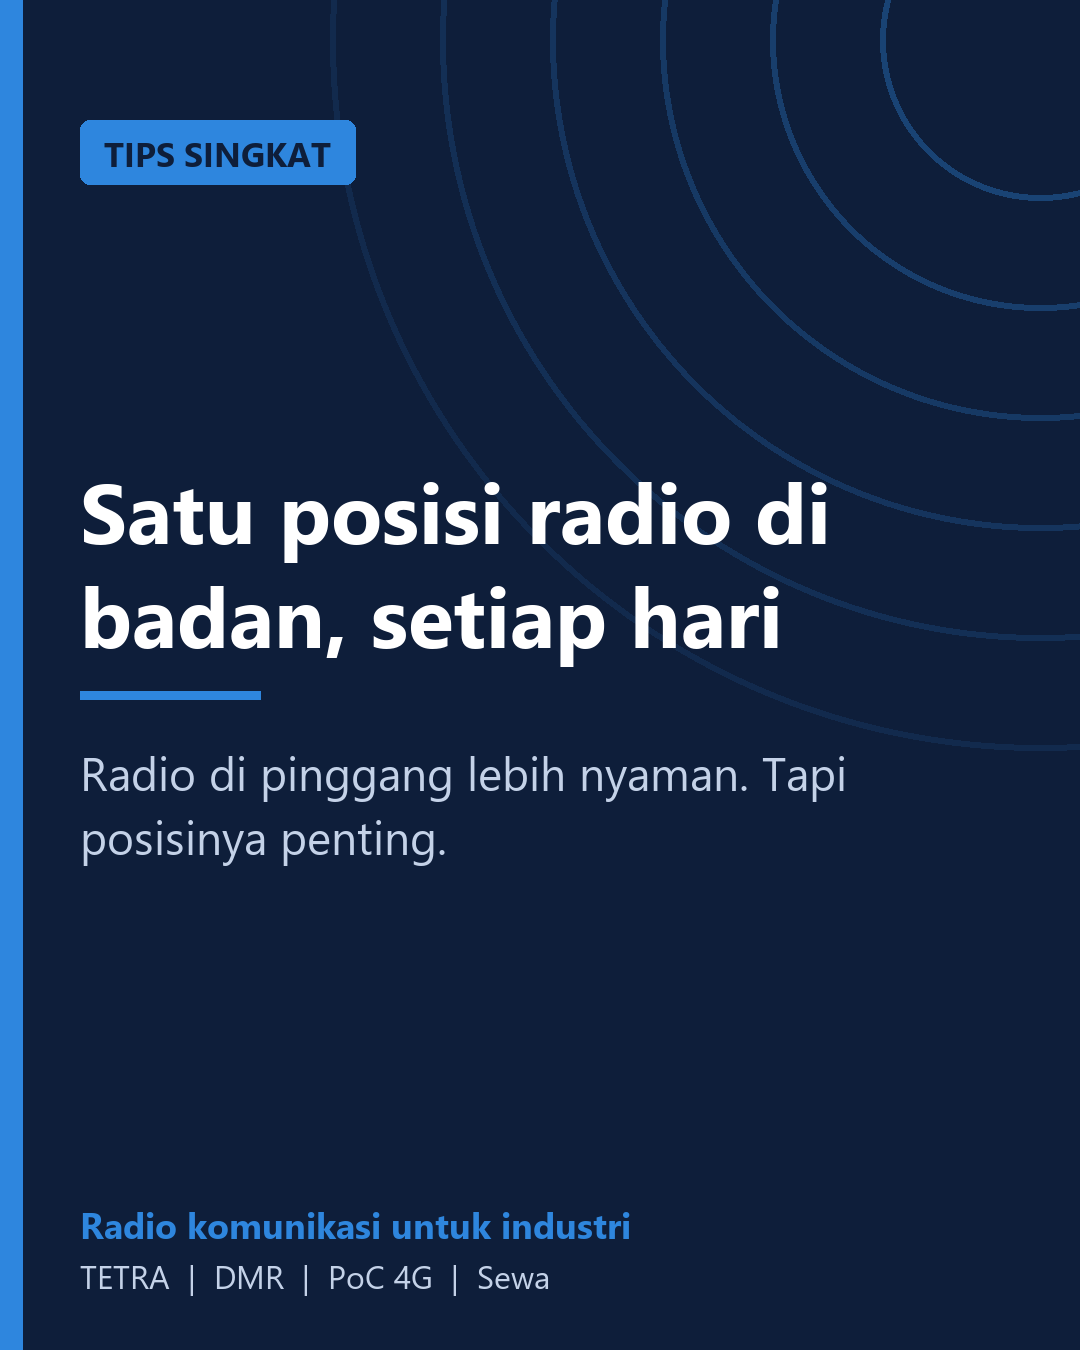 TIPS SINGKAT
Satu posisi radio di
badan, setiap hari
Radio di pinggang lebih nyaman. Tapi
posisinya penting.
Radio komunikasi untuk industri
TETRA | DMR | PoC 4G | Sewa